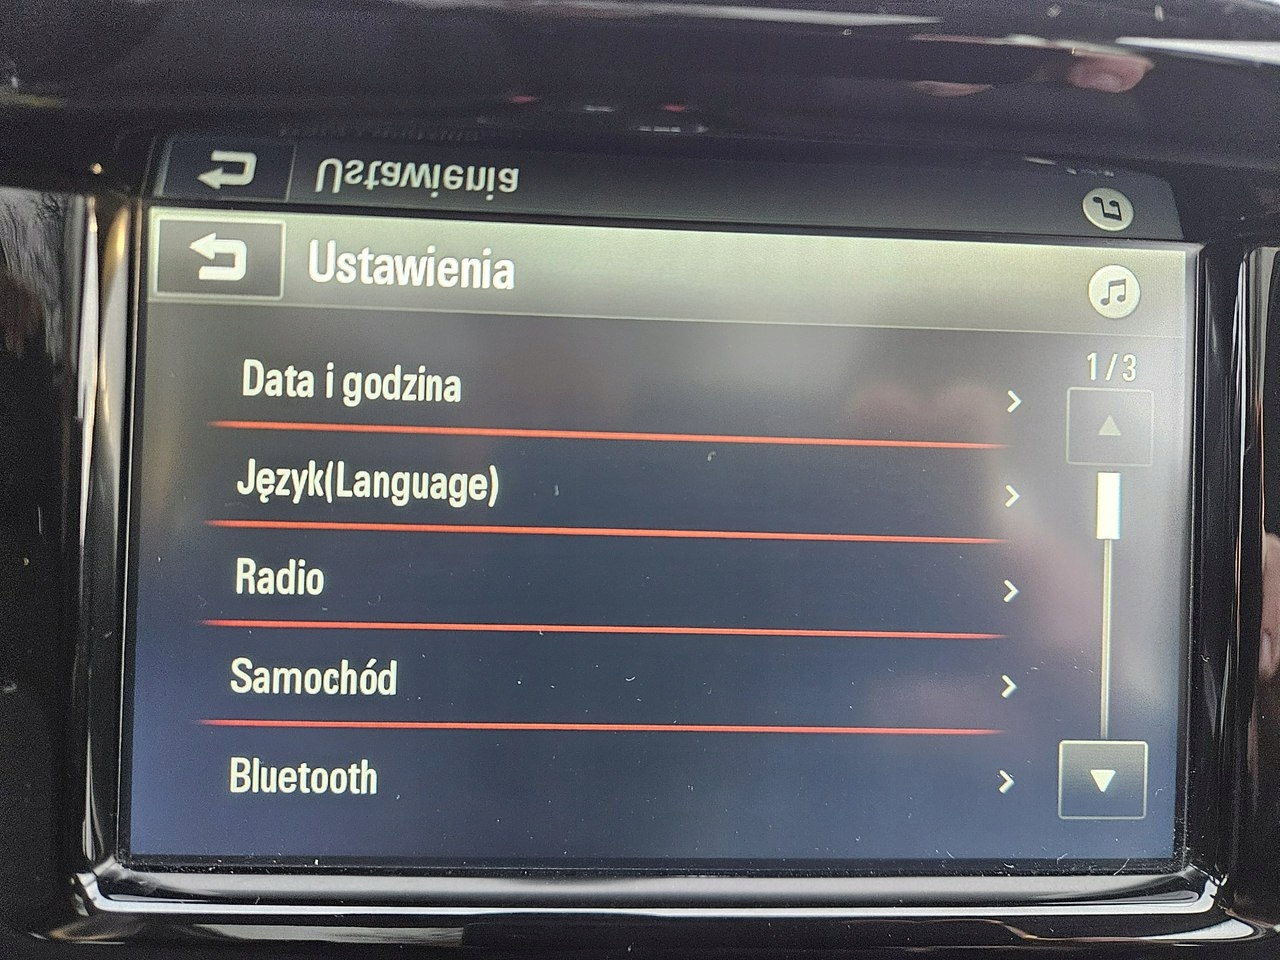 Ustawienia
Data i godzina
1/3
Język(Language)
Radio
Samochód
Bluetooth